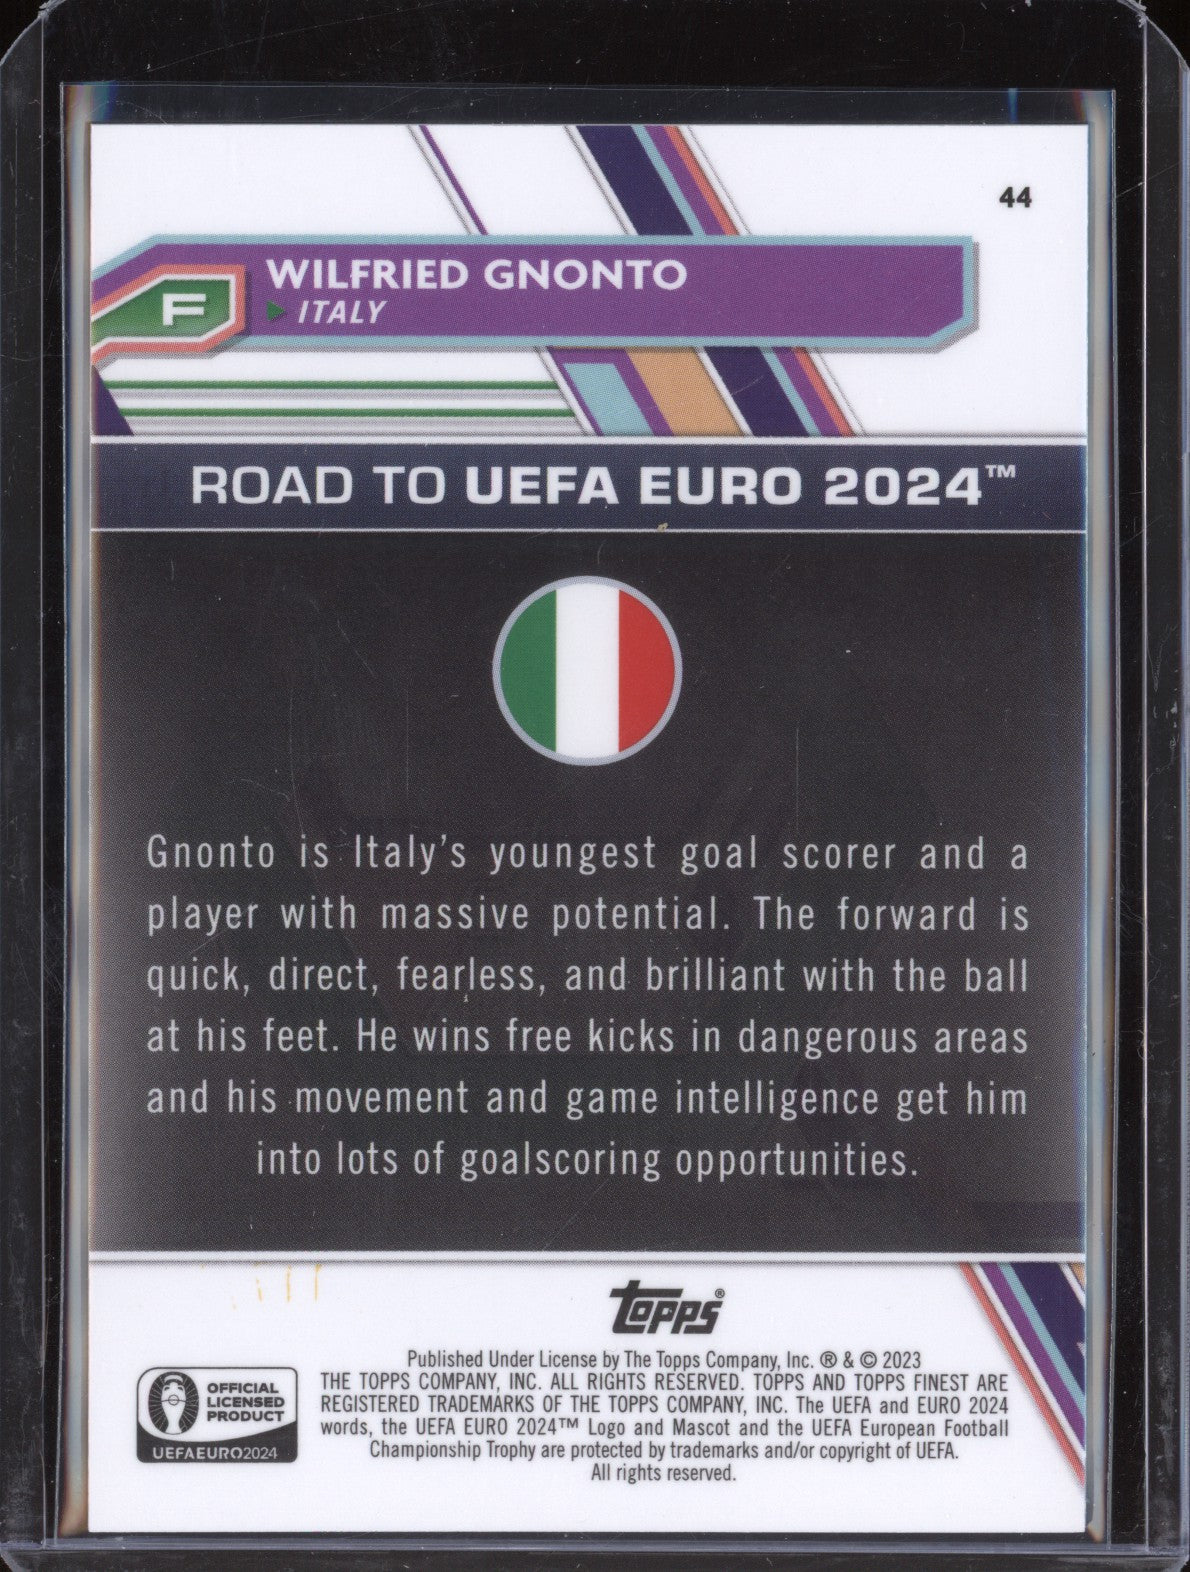 44
WILFRIED GNONTO
F
ITALY
ROAD TO UEFA EURO 2024™
Gnonto is Italy's youngest goal scorer and a
player with massive potential. The forward is
quick, direct, fearless, and brilliant with the ball
at his feet. He wins free kicks in dangerous areas
and his movement and game intelligence get him
into lots of goalscoring opportunities.
Topps®
Published Under License by The Topps Company, Inc. ® & © 2023
THE TOPPS COMPANY, INC. ALL RIGHTS RESERVED. TOPPS AND TOPPS FINEST ARE
REGISTERED TRADEMARKS OF THE TOPPS COMPANY, INC. The UEFA and EURO 2024
words, the UEFA EURO 2024™ Logo and Mascot and the UEFA European Football
Championship Trophy are protected by trademarks and/or copyright of UEFA.
All rights reserved.
OFFICIAL
LICENSED
PRODUCT
UEFAEURO2024